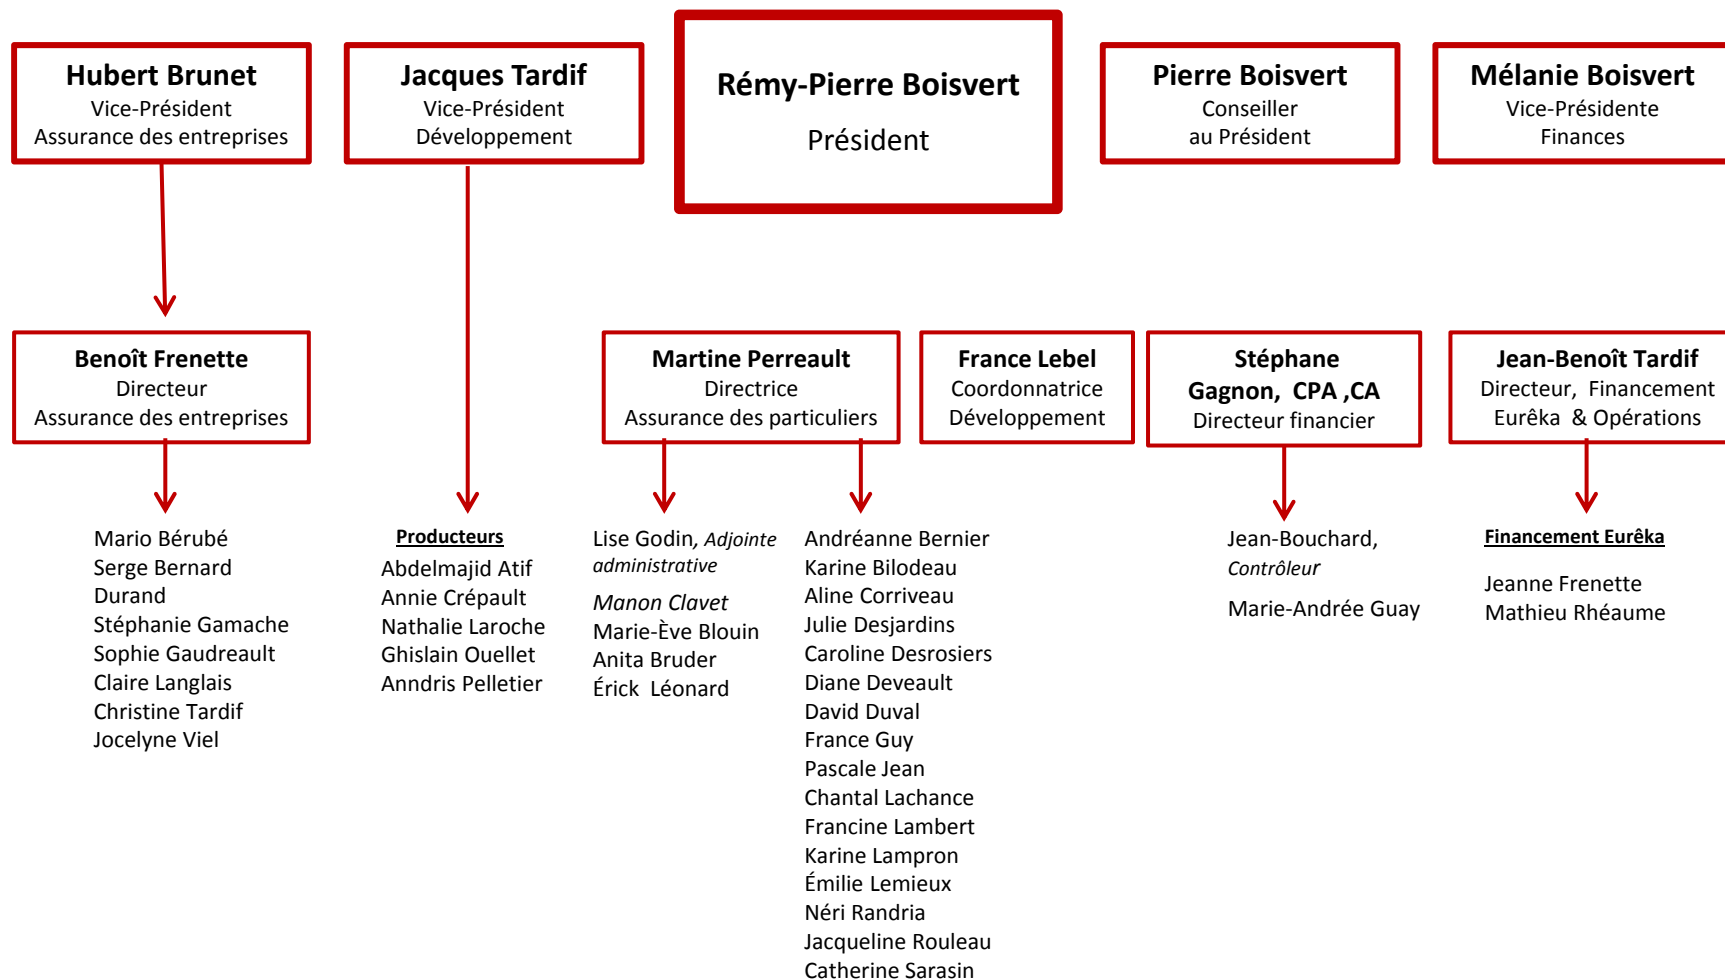 Hubert Brunet
Vice-Président
Assurance des entreprises
Jacques Tardif
Vice-Président
Développement
Rémy-Pierre Boisvert
Président
Pierre Boisvert
Conseiller
au Président
Mélanie Boisvert
Vice-Présidente
Finances
Benoît Frenette
Directeur
Assurance des entreprises
Martine Perreault
Directrice
Assurance des particuliers
France Lebel
Coordonnatrice
Développement
Stéphane
Gagnon, CPA ,CA
Directeur financier
Jean-Benoît Tardif
Directeur, Financement
Eurêka & Opérations
Mario Bérubé
Serge Bernard
Durand
Stéphanie Gamache
Sophie Gaudreault
Claire Langlais
Christine Tardif
Jocelyne Viel
Producteurs
Abdelmajid Atif
Annie Crépault
Nathalie Laroche
Ghislain Ouellet
Anndris Pelletier
Lise Godin, Adjointe
administrative
Manon Clavet
Marie-Ève Blouin
Anita Bruder
Érick Léonard
Andréanne Bernier
Karine Bilodeau
Aline Corriveau
Julie Desjardins
Caroline Desrosiers
Diane Deveault
David Duval
France Guy
Pascale Jean
Chantal Lachance
Francine Lambert
Karine Lampron
Émilie Lemieux
Néri Randria
Jacqueline Rouleau
Catherine Sarasin
Jean-Bouchard,
Contrôleur
Marie-Andrée Guay
Financement Eurêka
Jeanne Frenette
Mathieu Rhéaume